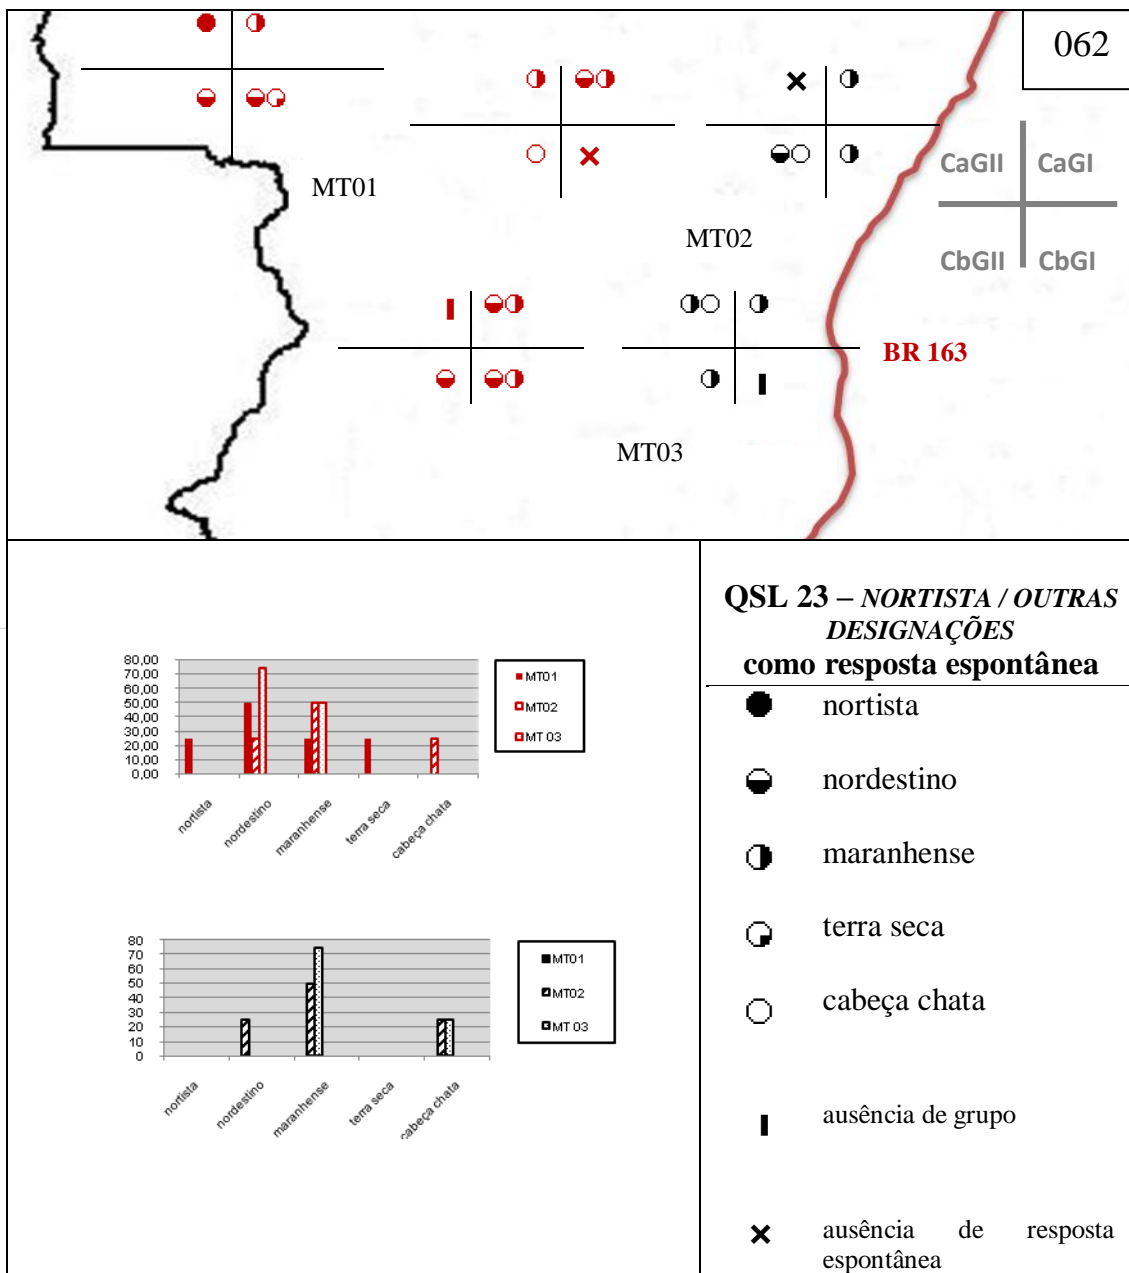 062
CaGII CaGI
CbGII CbGI
MT01
MT02
BR 163
MT03
80,00
70,00
60,00
50,00
40,00
30,00
20,00
10,00
0,00
nortista
nordestino
maranhense
terra seca
cabeça chata
MT01
MT02
MT 03
80
70
60
50
40
30
20
10
0
nortista
nordestino
maranhense
terra seca
cabeça chata
MT01
MT02
MT 03
QSL 23 – NORTISTA / OUTRAS
DESIGNAÇÕES
como resposta espontânea
nortista
nordestino
maranhense
terra seca
cabeça chata
ausência de grupo
ausência de resposta
espontânea